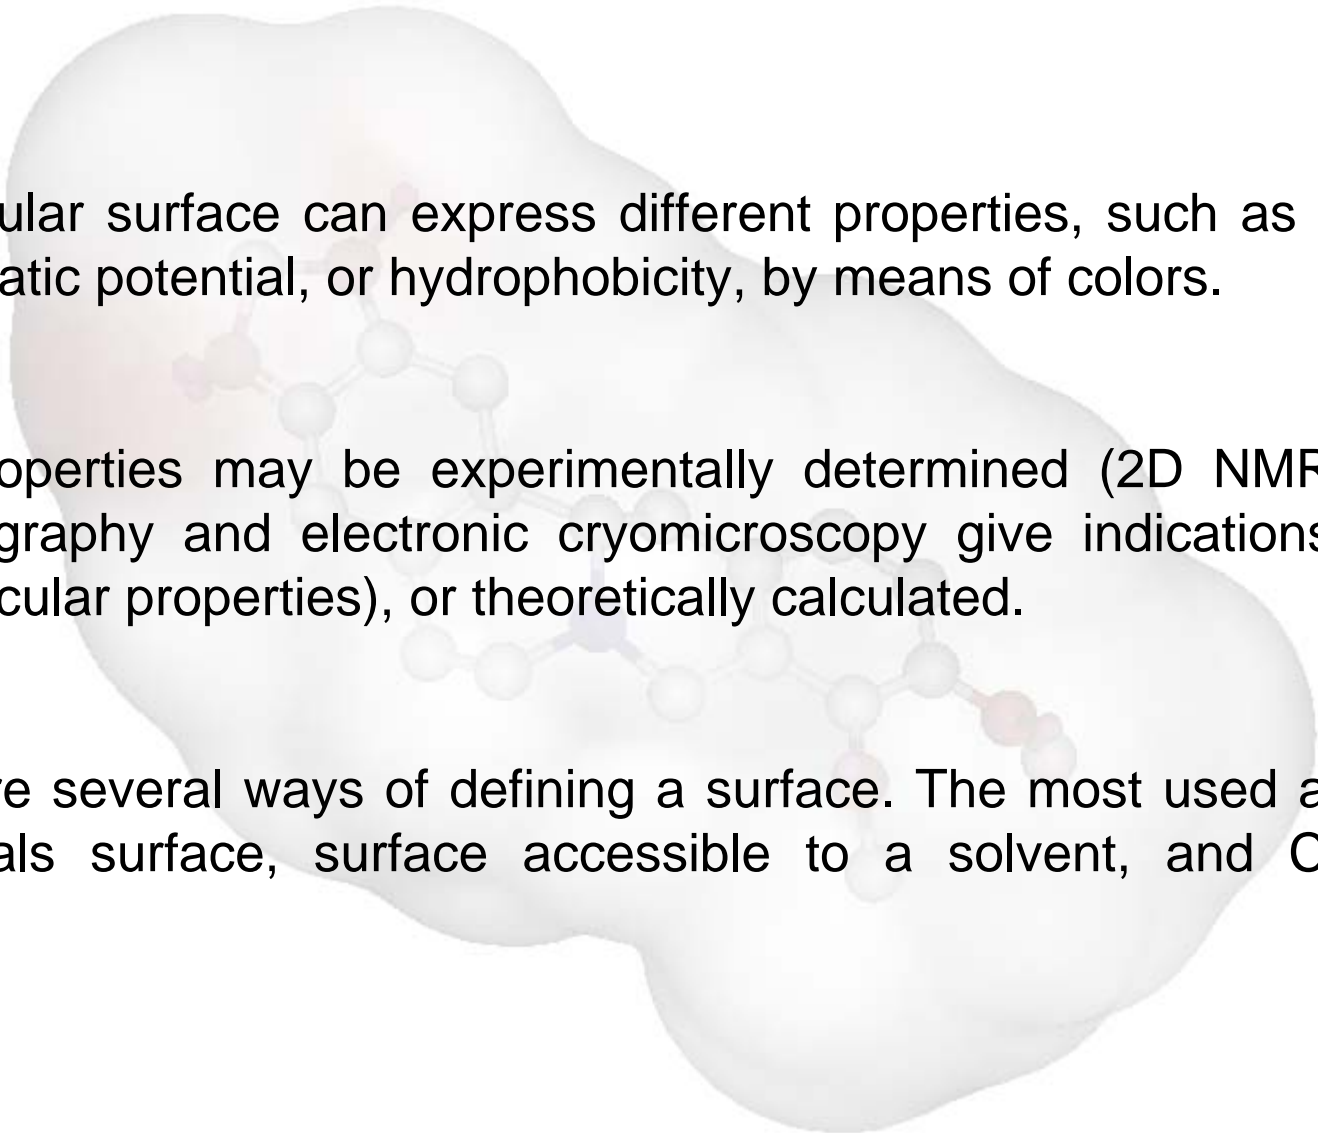 ular surface can express different properties, such as
atic potential, or hydrophobicity, by means of colors.
operties may be experimentally determined (2D NMR
graphy and electronic cryomicroscopy give indications
cular properties), or theoretically calculated.
re several ways of defining a surface. The most used a
als surface, surface accessible to a solvent, and C